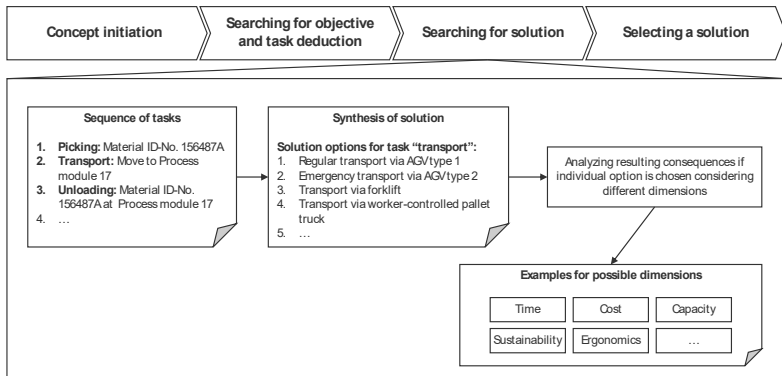 Concept initiation
Searching for objective
and task deduction
Searching for solution
Selecting a solution
Sequence of tasks
1. Picking: Material ID-No. 156487A
2. Transport: Move to Process
module 17
3. Unloading: Material ID-No.
156487A at Process module 17
4. …
Synthesis of solution
Solution options for task “transport”:
1. Regular transport via AGV type 1
2. Emergency transport via AGV type 2
3. Transport via forklift
4. Transport via worker-controlled pallet
truck
5. …
Analyzing resulting consequences if
individual option is chosen considering
different dimensions
Examples for possible dimensions
Time
Cost
Capacity
Sustainability
Ergonomics
…